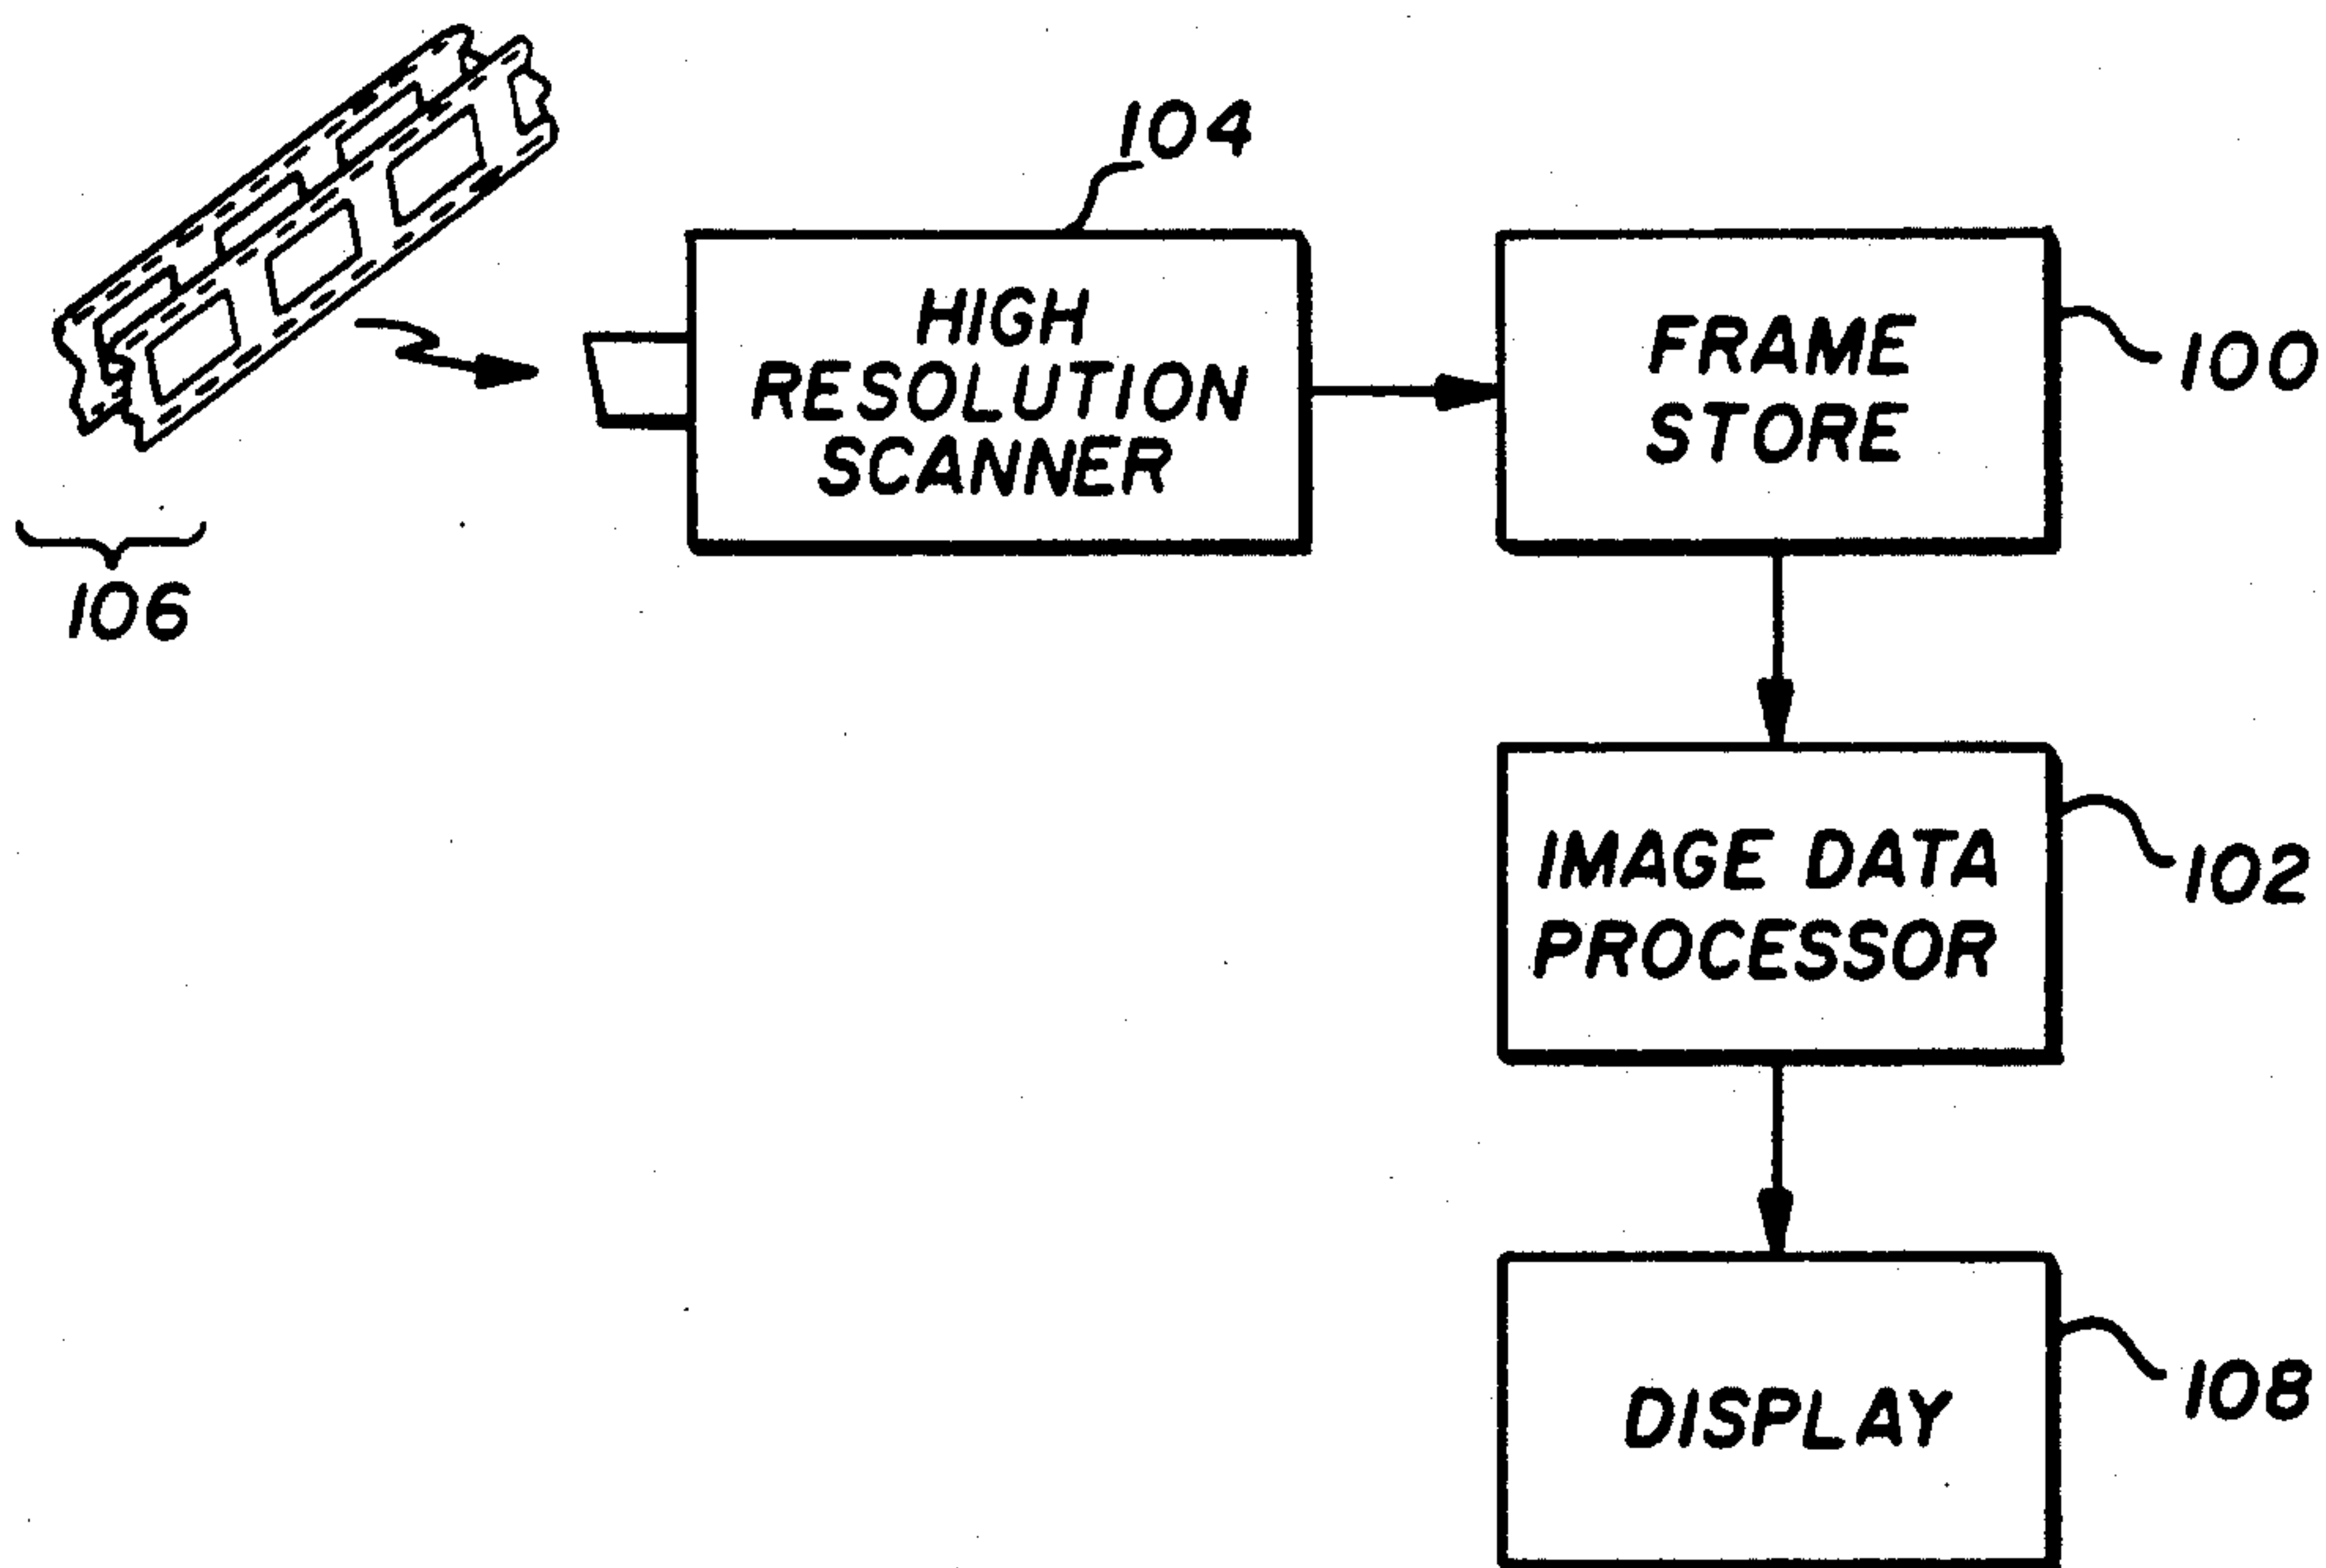 104
HIGH
RESOLUTION
SCANNER
FRAME
STORE
100
106
IMAGE DATA
PROCESSOR
102
DISPLAY
108